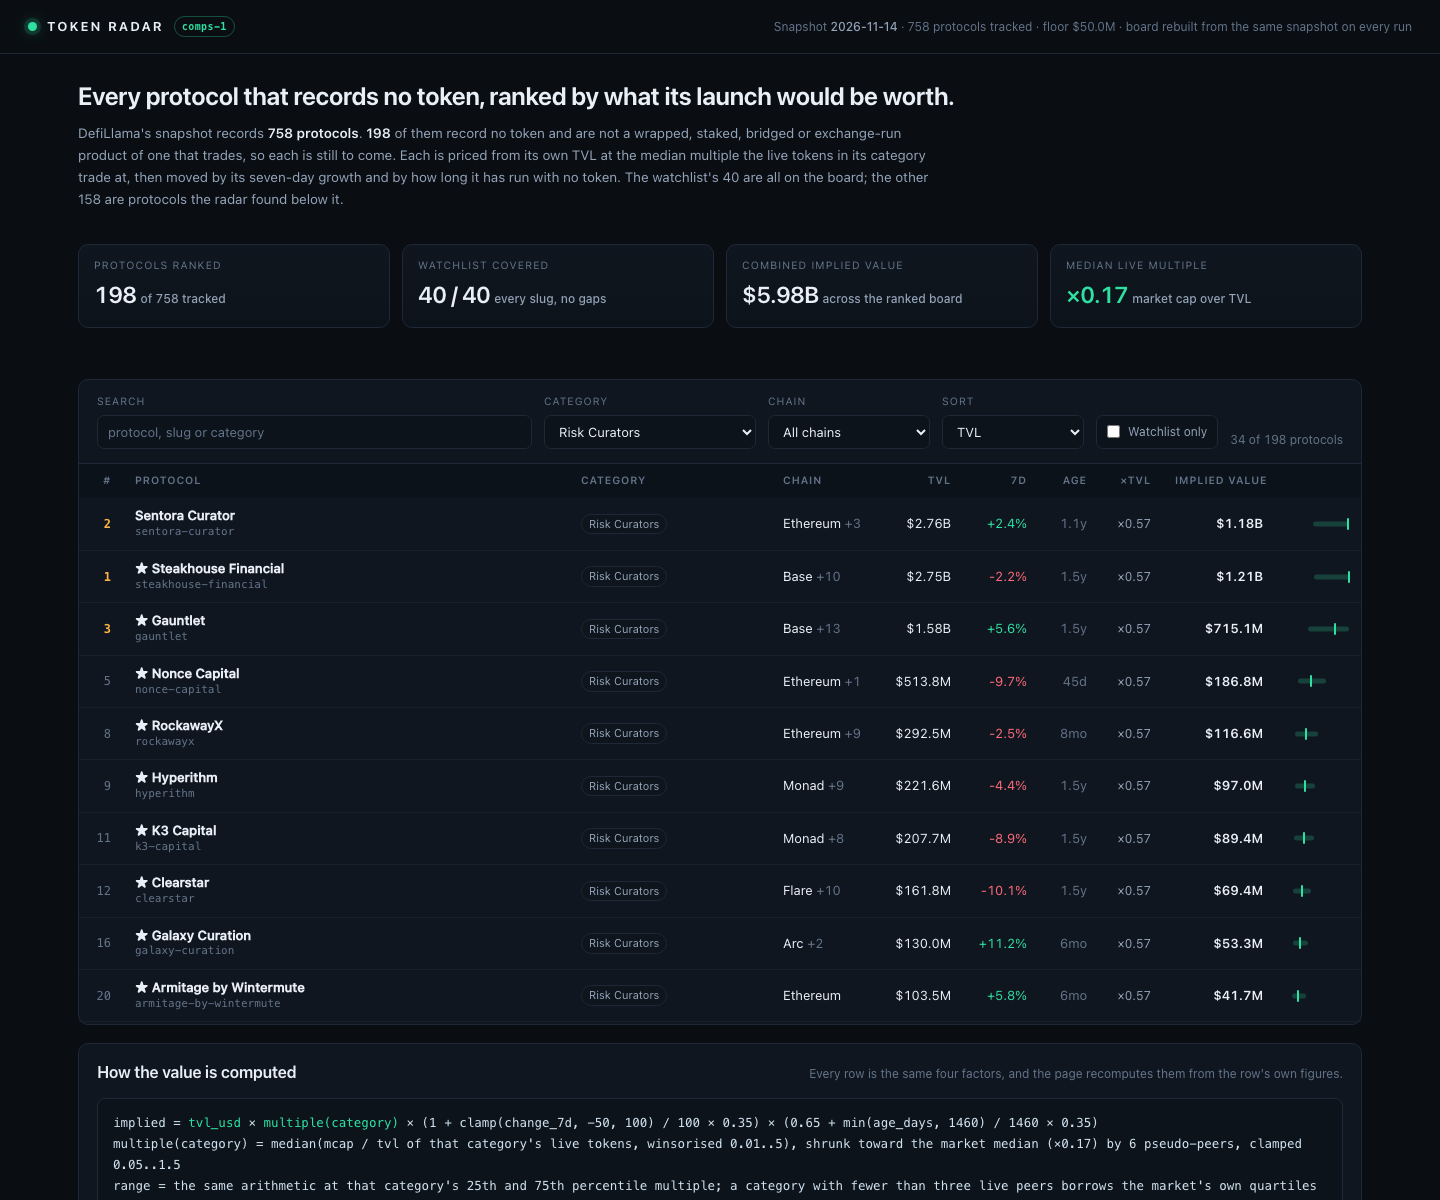 TOKEN RADAR comps-1 Snapshot 2026-11-14 · 758 protocols tracked · floor $50.0M · board rebuilt from the same snapshot on every run
Every protocol that records no token, ranked by what its launch would be worth.
DefiLlama's snapshot records 758 protocols. 198 of them record no token and are not a wrapped, staked, bridged or exchange-run
product of one that trades, so each is still to come. Each is priced from its own TVL at the median multiple the live tokens in its category
trade at, then moved by its seven-day growth and by how long it has run with no token. The watchlist's 40 are all on the board; the other
158 are protocols the radar found below it.
PROTOCOLS RANKED
198 of 758 tracked
WATCHLIST COVERED
40 / 40 every slug, no gaps
COMBINED IMPLIED VALUE
$5.98B across the ranked board
MEDIAN LIVE MULTIPLE
×0.17 market cap over TVL
SEARCH CATEGORY CHAIN SORT
protocol, slug or category Risk Curators All chains TVL Watchlist only 34 of 198 protocols
# PROTOCOL CATEGORY CHAIN TVL 7D AGE ×TVL IMPLIED VALUE
2 Sentora Curator Risk Curators Ethereum +3 $2.76B +2.4% 1.1y ×0.57 $1.18B
sentora-curator
1 ★ Steakhouse Financial Risk Curators Base +10 $2.75B -2.2% 1.5y ×0.57 $1.21B
steakhouse-financial
3 ★ Gauntlet Risk Curators Base +13 $1.58B +5.6% 1.5y ×0.57 $715.1M
gauntlet
5 ★ Nonce Capital Risk Curators Ethereum +1 $513.8M -9.7% 45d ×0.57 $186.8M
nonce-capital
8 ★ RockawayX Risk Curators Ethereum +9 $292.5M -2.5% 8mo ×0.57 $116.6M
rockawayx
9 ★ Hyperithm Risk Curators Monad +9 $221.6M -4.4% 1.5y ×0.57 $97.0M
hyperithm
11 ★ K3 Capital Risk Curators Monad +8 $207.7M -8.9% 1.5y ×0.57 $89.4M
k3-capital
12 ★ Clearstar Risk Curators Flare +10 $161.8M -10.1% 1.5y ×0.57 $69.4M
clearstar
16 ★ Galaxy Curation Risk Curators Arc +2 $130.0M +11.2% 6mo ×0.57 $53.3M
galaxy-curation
20 ★ Armitage by Wintermute Risk Curators Ethereum $103.5M +5.8% 6mo ×0.57 $41.7M
armitage-by-wintermute
How the value is computed Every row is the same four factors, and the page recomputes them from the row's own figures.
implied = tvl_usd × multiple(category) × (1 + clamp(change_7d, −50, 100) / 100 × 0.35) × (0.65 + min(age_days, 1460) / 1460 × 0.35)
multiple(category) = median(mcap / tvl of that category's live tokens, winsorised 0.01..5), shrunk toward the market median (×0.17) by 6 pseudo-peers, clamped
0.05..1.5
range = the same arithmetic at that category's 25th and 75th percentile multiple; a category with fewer than three live peers borrows the market's own quartiles